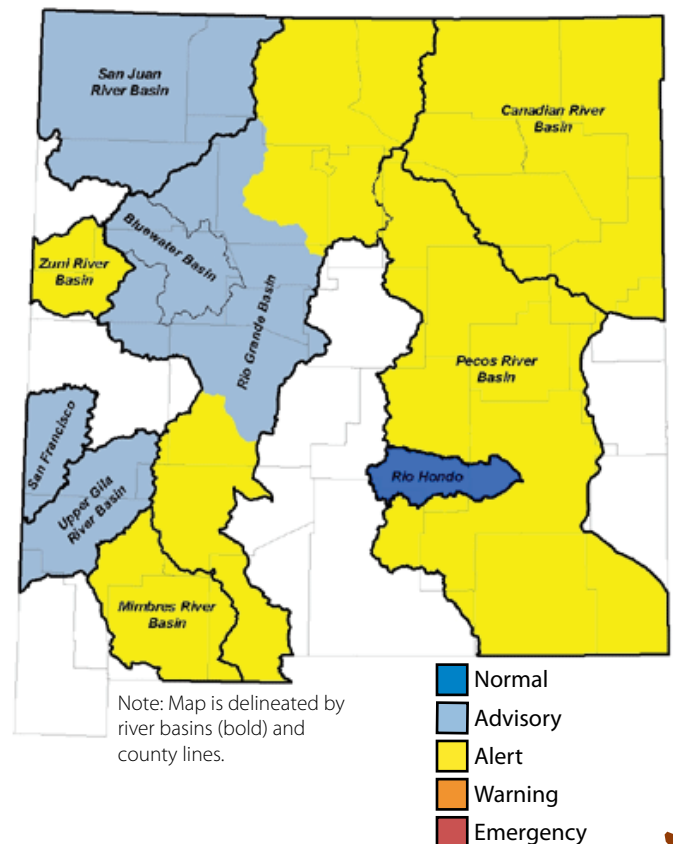 San Juan
River Basin
Canadian River
Basin
Bluewater Basin
Zuni River
Basin
Rio Grande Basin
Pecos River
Basin
San Francisco
Rio Hondo
Upper Gila
River Basin
Mimbres River
Basin
Note: Map is delineated by
river basins (bold) and
county lines.
Normal
Advisory
Alert
Warning
Emergency